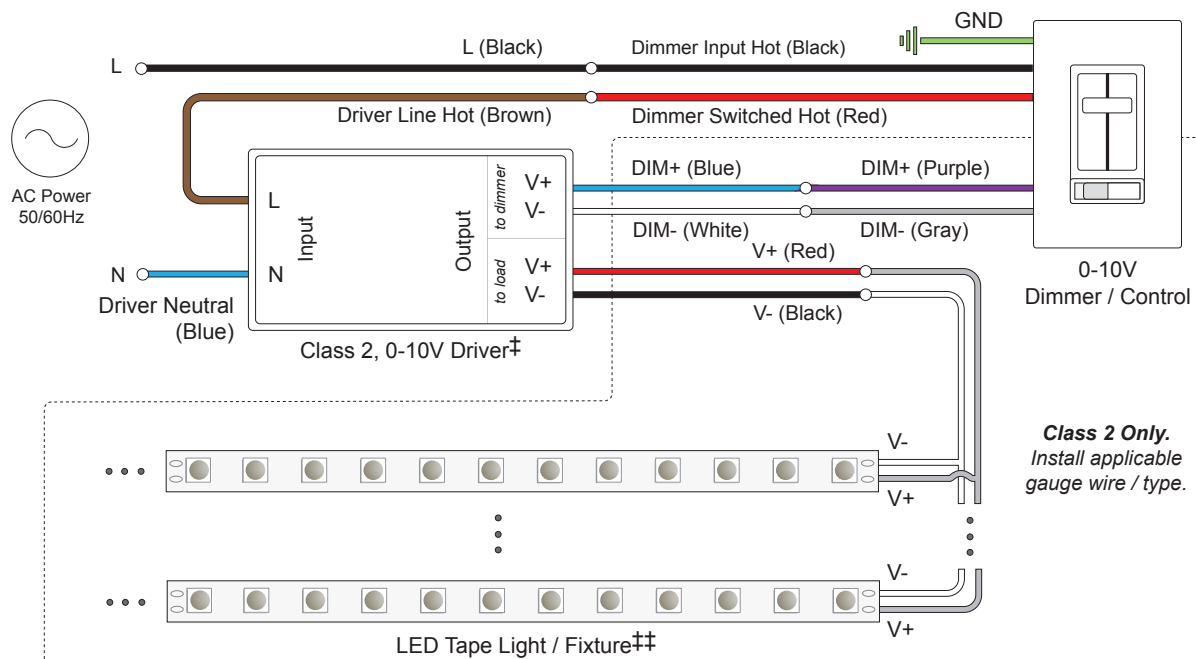 GND
L (Black)
Dimmer Input Hot (Black)
L
Driver Line Hot (Brown)
Dimmer Switched Hot (Red)
AC Power
50/60Hz
L
Input
N
Output
to dimmer
V+
V-
to load
V+
V-
DIM+ (Blue)
DIM+ (Purple)
DIM- (White)
DIM- (Gray)
V+ (Red)
V- (Black)
N
Driver Neutral
(Blue)
Class 2, 0-10V Driver‡
0-10V
Dimmer / Control
Class 2 Only.
Install applicable
gauge wire / type.
V-
V+
V-
V+
LED Tape Light / Fixture‡‡